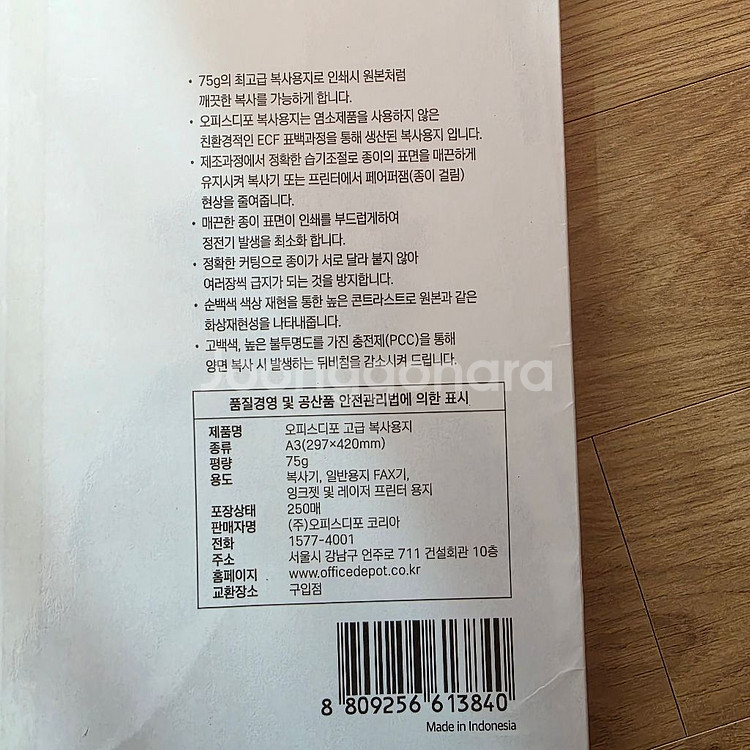 • 75g의 최고급 복사용지로 인쇄시 원본처럼
깨끗한 복사를 가능하게 합니다.
• 오피스디포 복사용지는 염소제품을 사용하지 않은
친환경적인 ECF 표백과정을 통해 생산된 복사용지 입니다.
• 제조과정에서 정확한 습기조절로 종이의 표면을 매끈하게
유지시켜 복사기 또는 프린터에서 페어퍼잼(종이 걸림)
현상을 줄여줍니다.
• 매끈한 종이 표면이 인쇄를 부드럽게하여
정전기 발생을 최소화 합니다.
• 정확한 커팅으로 종이가 서로 달라 붙지 않아
여러장씩 급지가 되는 것을 방지합니다.
• 순백색 색상 재현을 통한 높은 콘트라스트로 원본과 같은
화상재현성을 나타내줍니다.
• 고백색, 높은 불투명도를 가진 충전제(PCC)을 통해
양면 복사 시 발생하는 뒤비침을 감소시켜 드립니다.
Joonggonara
품질경영 및 공산품 안전관리법에 의한 표시
제품명 오피스디포 고급 복사용지
종류 A3(297×420mm)
평량 75g
용도 복사기, 일반용지 FAX기,
잉크젯 및 레이저 프린터 용지
포장상태 250매
판매자명 (주)오피스디포 코리아
전화 1577-4001
주소 서울시 강남구 언주로 711 건설회관 10층
홈페이지 www.officedepot.co.kr
교환장소 구입점
8 809256 613840
Made in Indonesia